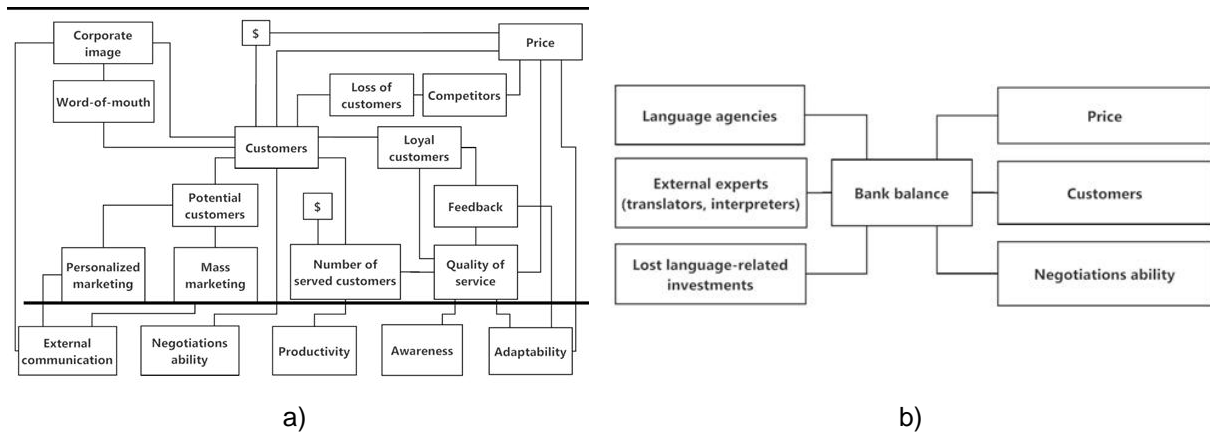 Corporate
image
$
Price
Word-of-mouth
Loss of
customers
Competitors
Customers
Loyal
customers
Potential
customers
$
Feedback
Personalized
marketing
Mass
marketing
Number of
served customers
Quality of
service
External
communication
Negotiations
ability
Productivity
Awareness
Adaptability
a)
Language agencies
External experts
(translators, interpreters)
Lost language-related
investments
Bank balance
Price
Customers
Negotiations ability
b)